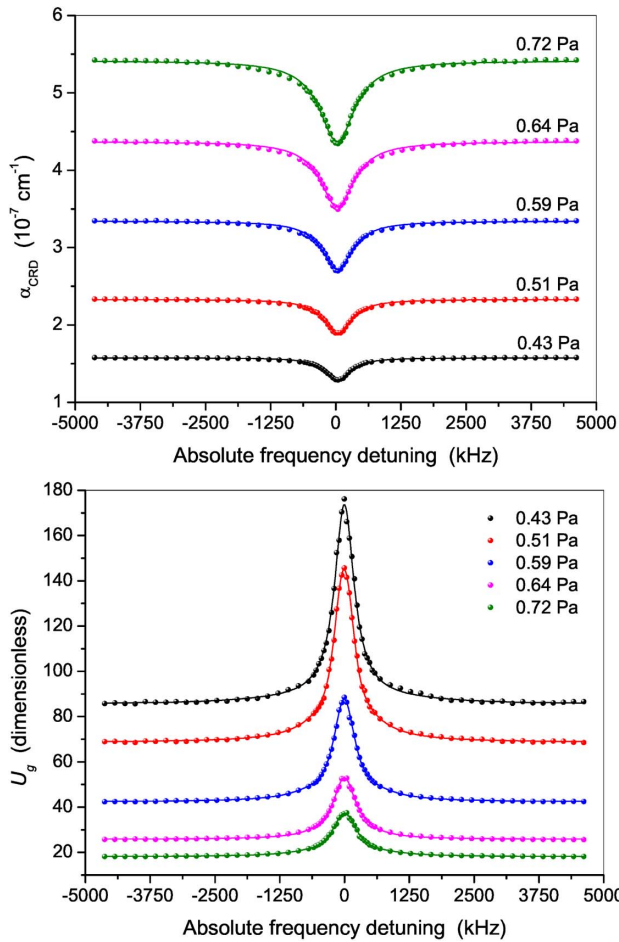 6
5
4
3
2
1
α_CRD (10⁻⁷ cm⁻¹)
0.72 Pa
0.64 Pa
0.59 Pa
0.51 Pa
0.43 Pa
-5000 -3750 -2500 -1250 0 1250 2500 3750 5000
Absolute frequency detuning (kHz)
180
160
140
120
100
80
60
40
20
U_g (dimensionless)
0.43 Pa
0.51 Pa
0.59 Pa
0.64 Pa
0.72 Pa
-5000 -3750 -2500 -1250 0 1250 2500 3750 5000
Absolute frequency detuning (kHz)